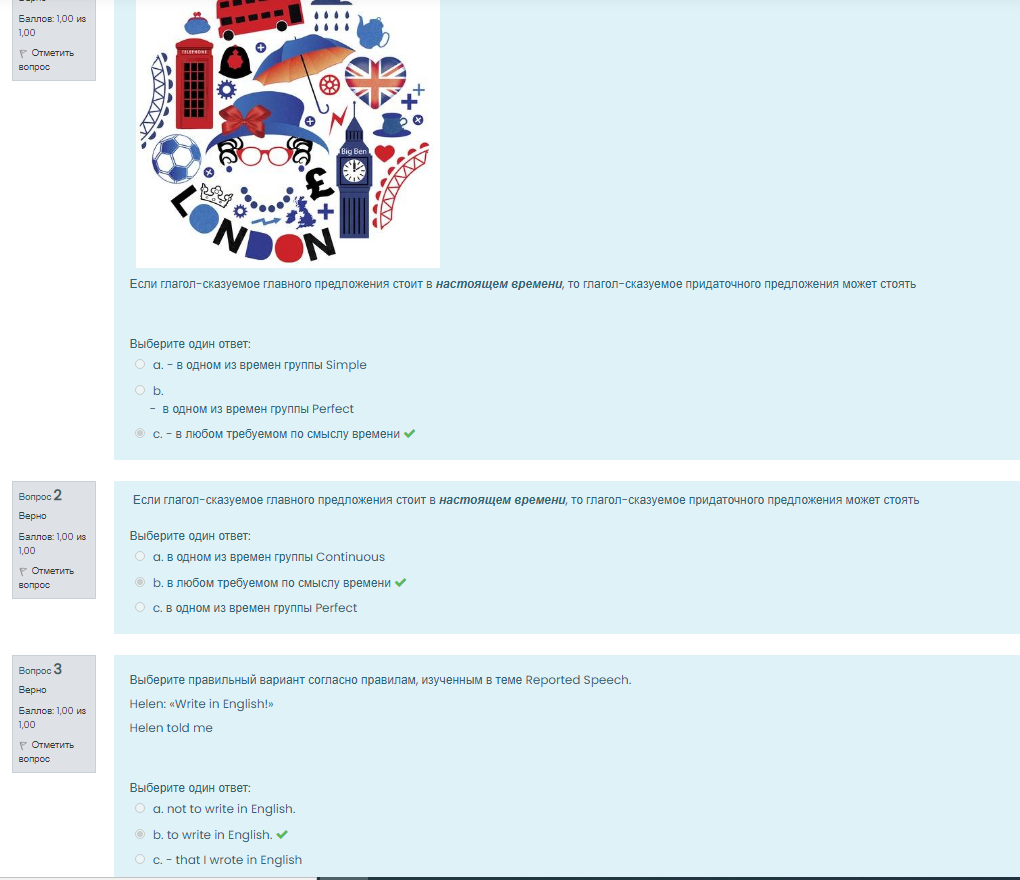 Баллов: 1,00 из
1,00
Отметить
вопрос
TELEPHONE
Big Ben
£
LONDON
Если глагол-сказуемое главного предложения стоит в настоящем времени, то глагол-сказуемое придаточного предложения может стоять
Выберите один ответ:
a. - в одном из времен группы Simple
b.
- в одном из времен группы Perfect
c. - в любом требуемом по смыслу времени
Вопрос 2
Верно
Баллов: 1,00 из
1,00
Отметить
вопрос
Если глагол-сказуемое главного предложения стоит в настоящем времени, то глагол-сказуемое придаточного предложения может стоять
Выберите один ответ:
a. в одном из времен группы Continuous
b. в любом требуемом по смыслу времени
c. в одном из времен группы Perfect
Вопрос 3
Верно
Баллов: 1,00 из
1,00
Отметить
вопрос
Выберите правильный вариант согласно правилам, изученным в теме Reported Speech.
Helen: «Write in English!»
Helen told me
Выберите один ответ:
a. not to write in English.
b. to write in English.
c. - that I wrote in English